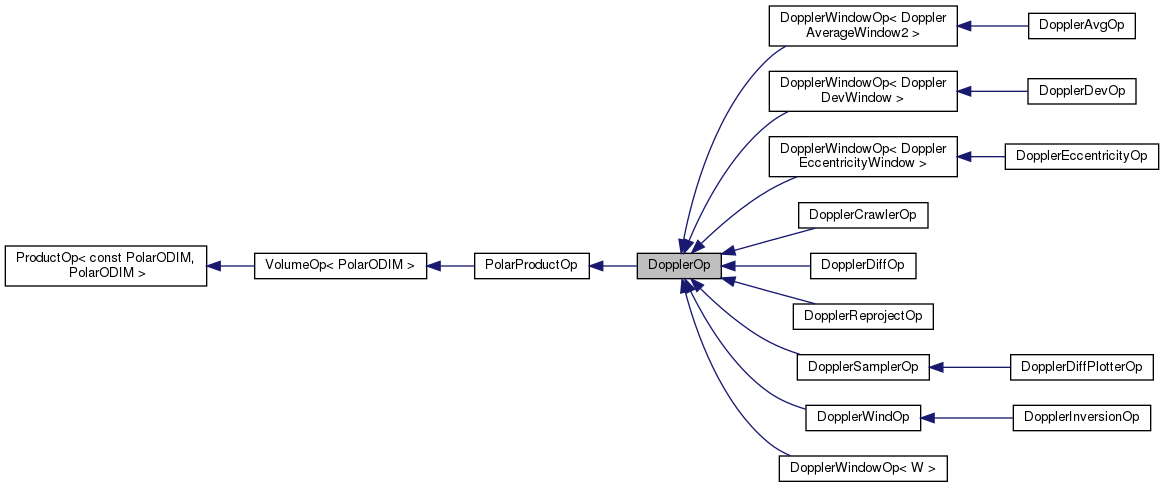 DopplerWindowOp< Doppler
AverageWindow2 >
DopplerAvgOp
DopplerWindowOp< Doppler
DevWindow >
DopplerDevOp
DopplerWindowOp< Doppler
EccentricityWindow >
DopplerEccentricityOp
DopplerCrawlerOp
ProductOp< const PolarODIM,
PolarODIM >
VolumeOp< PolarODIM >
PolarProductOp
DopplerOp
DopplerDiffOp
DopplerReprojectOp
DopplerSamplerOp
DopplerDiffPlotterOp
DopplerWindOp
DopplerInversionOp
DopplerWindowOp< W >